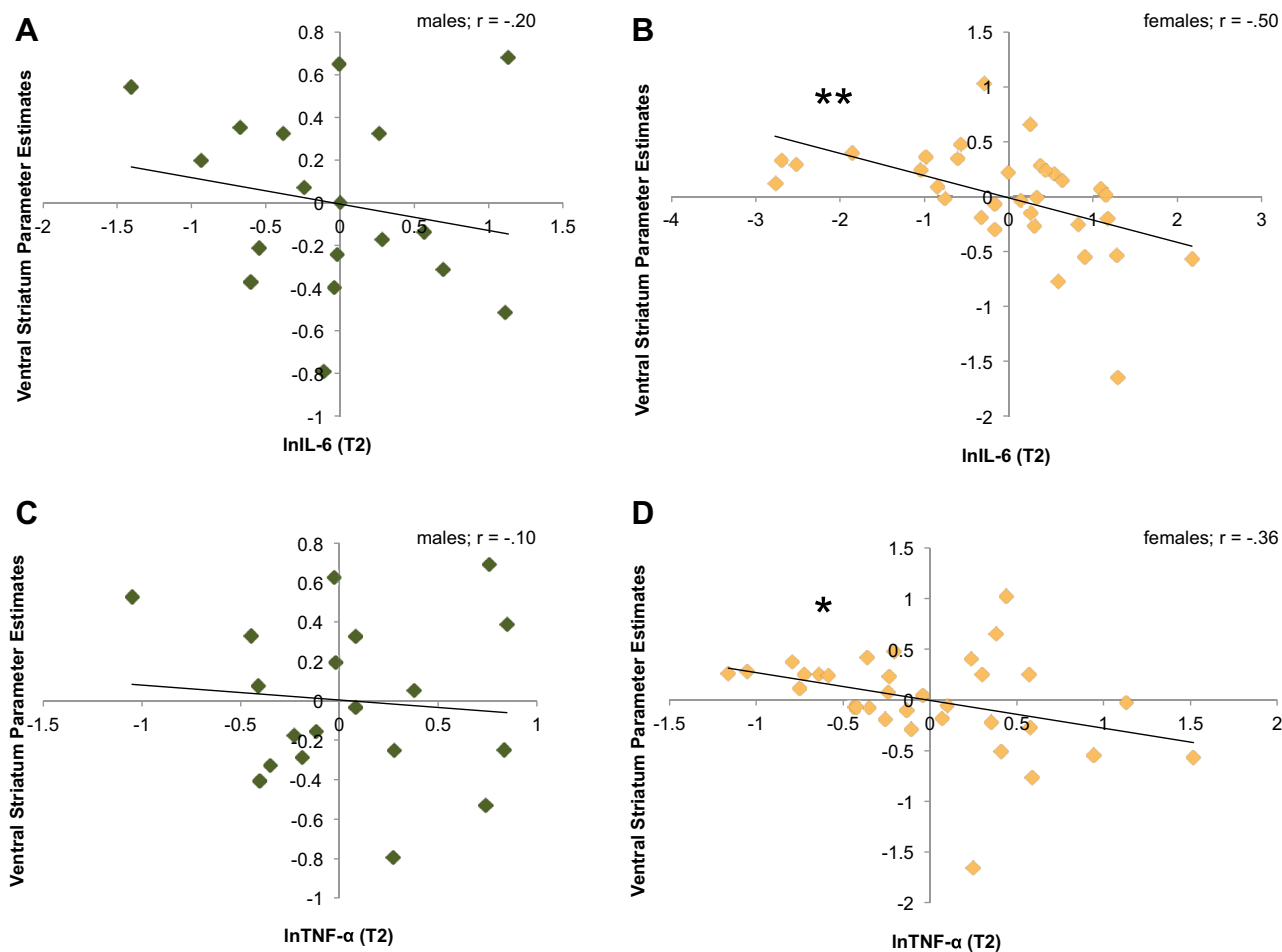 A
males; r = -.20
Ventral Striatum Parameter Estimates
0.8
0.6
0.4
0.2
0
-0.2
-0.4
-0.6
-0.8
-1
-1.5 -1 -0.5 0 0.5 1 1.5
lnIL-6 (T2)
B
females; r = -.50
Ventral Striatum Parameter Estimates
**
1.5
1
0.5
0
-0.5
-1
-1.5
-2
-4 -3 -2 -1 0 1 2 3
lnIL-6 (T2)
C
males; r = -.10
Ventral Striatum Parameter Estimates
0.8
0.6
0.4
0.2
0
-0.2
-0.4
-0.6
-0.8
-1
-1.5 -1 -0.5 0 0.5 1
lnTNF-α (T2)
D
females; r = -.36
Ventral Striatum Parameter Estimates
*
1.5
1
0.5
0
-0.5
-1
-1.5
-2
-1.5 -1 -0.5 0 0.5 1 1.5 2
lnTNF-α (T2)